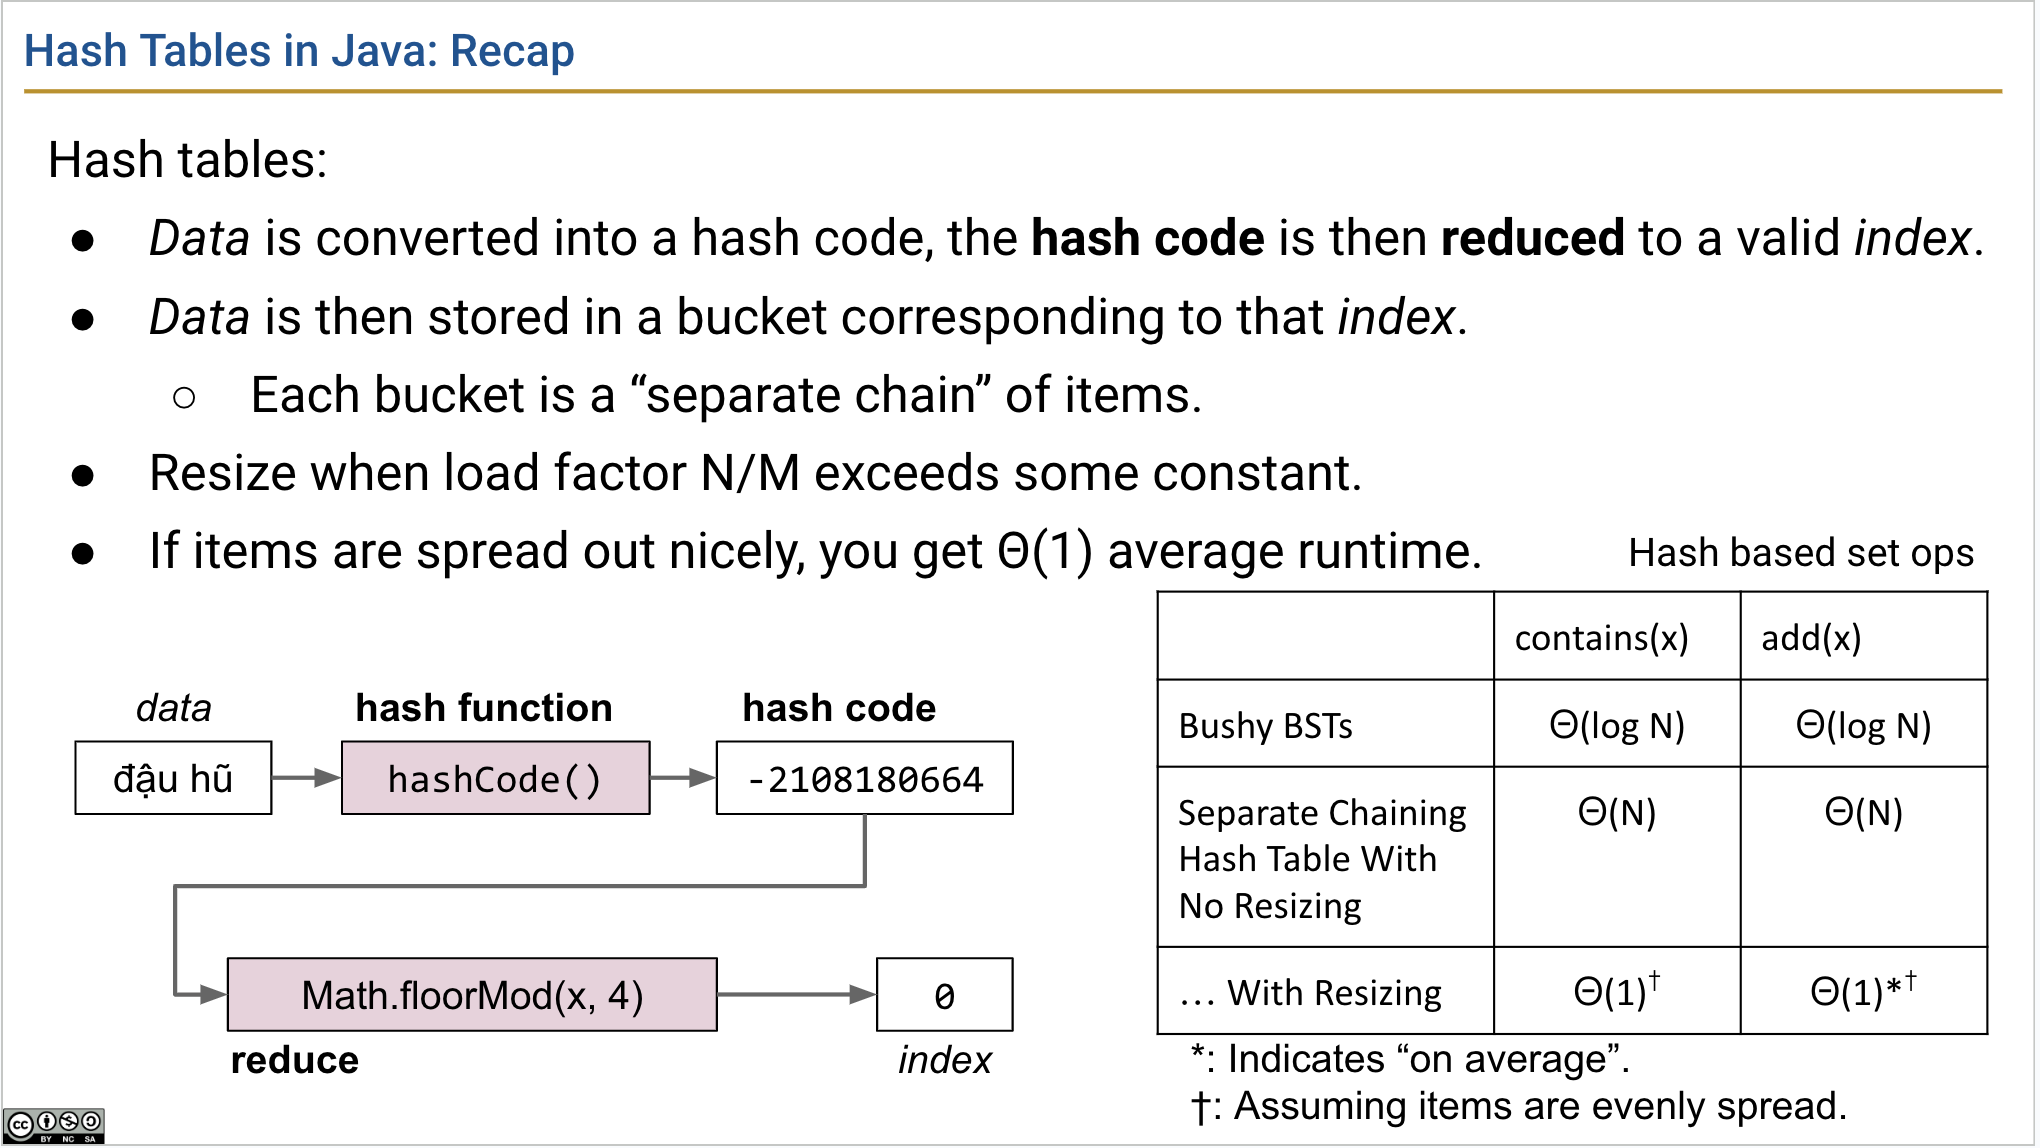 Hash Tables in Java: Recap
Hash tables:
● Data is converted into a hash code, the hash code is then reduced to a valid index.
● Data is then stored in a bucket corresponding to that index.
○ Each bucket is a “separate chain” of items.
● Resize when load factor N/M exceeds some constant.
● If items are spread out nicely, you get Θ(1) average runtime.
data
hash function
hash code
đậu hũ
hashCode()
-2108180664
Math.floorMod(x, 4)
0
reduce
index
Hash based set ops
contains(x) add(x)
Bushy BSTs Θ(log N) Θ(log N)
Separate Chaining Θ(N) Θ(N)
Hash Table With
No Resizing
… With Resizing Θ(1)† Θ(1)*†
*: Indicates “on average”.
†: Assuming items are evenly spread.
cc BY NC SA